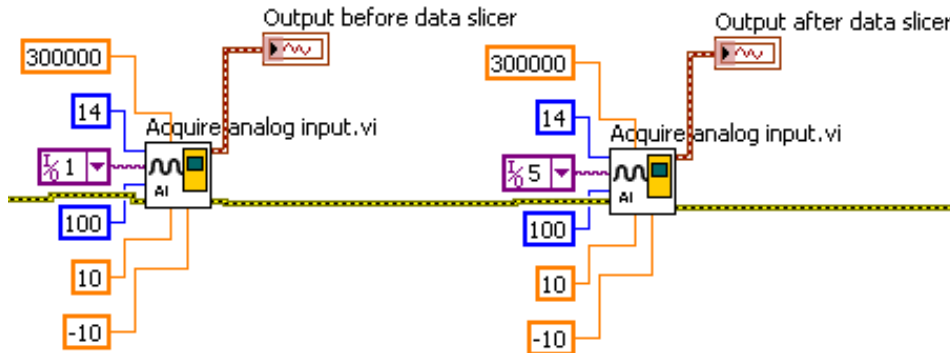 Output before data slicer
300000
14
Acquire analog input.vi
I/O 1
AI
100
10
-10
Output after data slicer
300000
14
Acquire analog input.vi
I/O 5
AI
100
10
-10